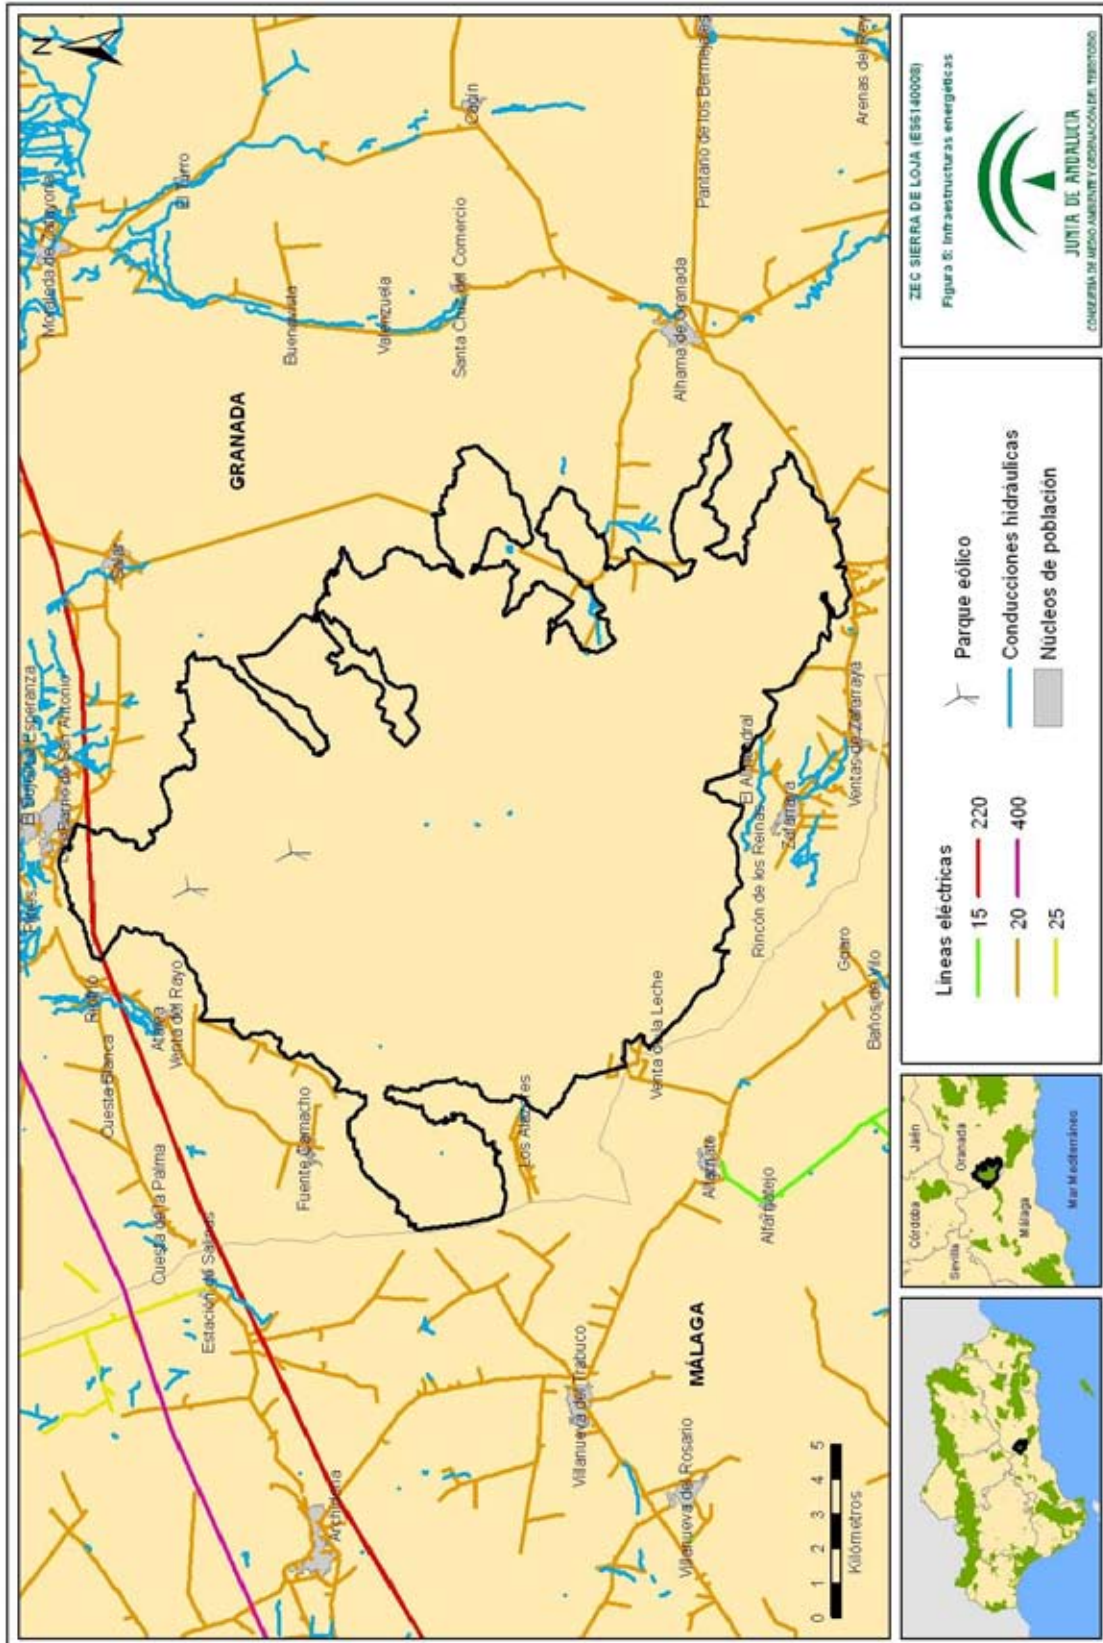 N
Moraleda de Zafayona
El Turro
Cacín
Pantano de los Bermejales
Arenas del Rey
Buenavista
Valenzuela
Santa Cruz del Comercio
Alhama de Granada
GRANADA
Salar
Esperanza
San Antonio
Riofrío
Atalaya
Venta del Rayo
Cuesta Blanca
Cuesta de la Palma
Fuente Camacho
Estación de Salinas
Los Alazores
Venta de la Leche
El Almendral
Rincón de los Reinas
Zafarraya
Ventas de Zafarraya
Guaro
Baños de Vilo
Alfarnate
Alfarnatejo
MÁLAGA
Villanueva del Trabuco
Villanueva del Rosario
Archidona
0 1 2 3 4 5
Kilómetros
Córdoba
Jaén
Sevilla
Granada
Málaga
Mar Mediterráneo
Líneas eléctricas
15
220
20
400
25
Parque eólico
Conducciones hidráulicas
Núcleos de población
ZEC SIERRA DE LOJA (ES6140008)
Figura 5: Infraestructuras energéticas
JUNTA DE ANDALUCIA
CONSEJERÍA DE MEDIO AMBIENTE Y ORDENACIÓN DEL TERRITORIO